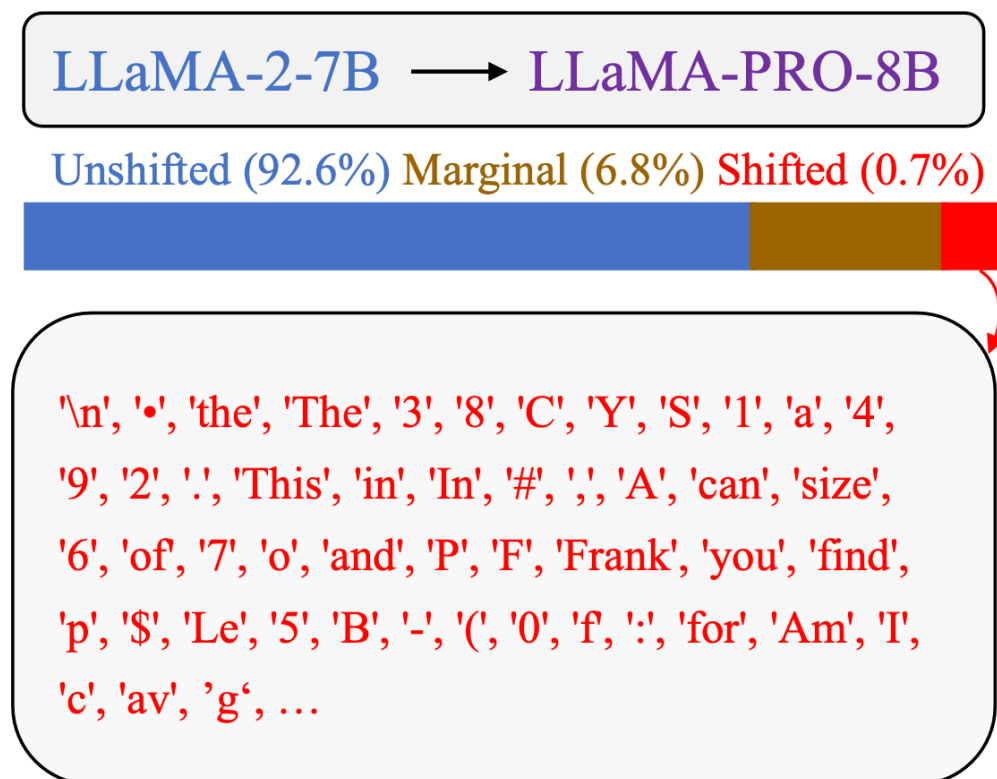 LLaMA-2-7B → LLaMA-PRO-8B
Unshifted (92.6%) Marginal (6.8%) Shifted (0.7%)
'\n', '•', 'the', 'The', '3', '8', 'C', 'Y', 'S', '1', 'a', '4',
'9', '2', '.', 'This', 'in', 'In', '#', ',', 'A', 'can', 'size',
'6', 'of', '7', 'o', 'and', 'P', 'F', 'Frank', 'you', 'find',
'p', '$', 'Le', '5', 'B', '-', '(', '0', 'f', ':', 'for', 'Am', 'I',
'c', 'av', ’g‘, …